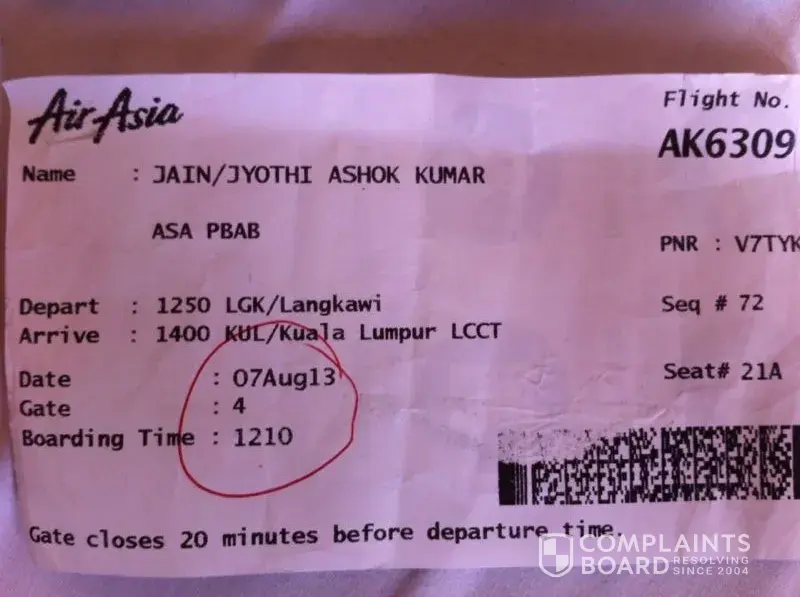 AirAsia
Flight No.
AK6309
Name : JAIN/JYOTHI ASHOK KUMAR
ASA PBAB
PNR : V7TYK
Depart : 1250 LGK/Langkawi
Seq # 72
Arrive : 1400 KUL/Kuala Lumpur LCCT
Date : 07Aug13
Seat# 21A
Gate : 4
Boarding Time : 1210
Gate closes 20 minutes before departure time.
COMPLAINTS
BOARD RESOLVING
SINCE 2004